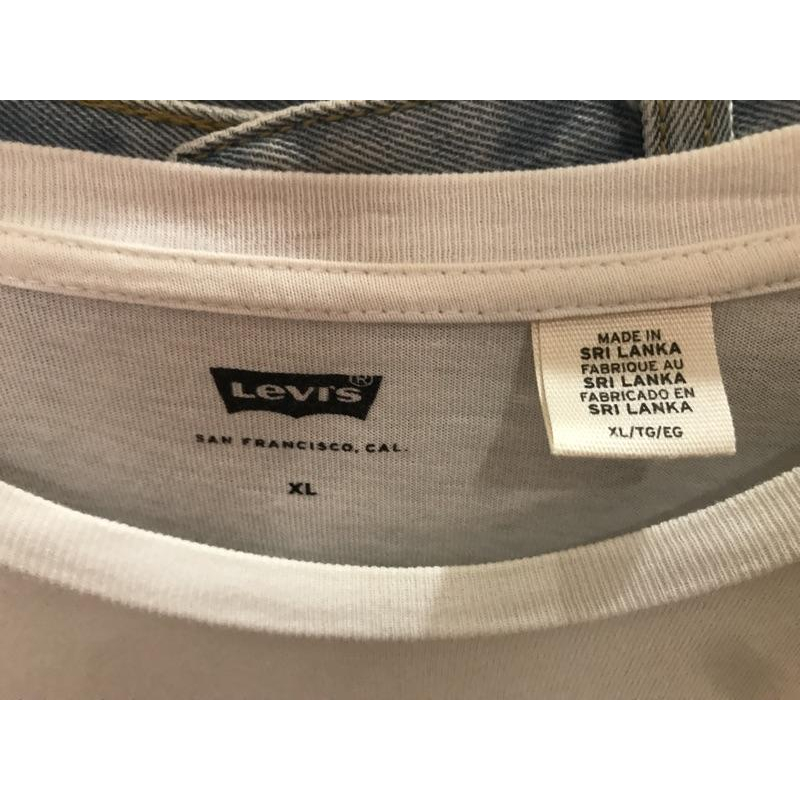 LEVI'S®
SAN FRANCISCO, CAL.
XL
MADE IN
SRI LANKA
FABRIQUE AU
SRI LANKA
FABRICADO EN
SRI LANKA
XL/TG/EG